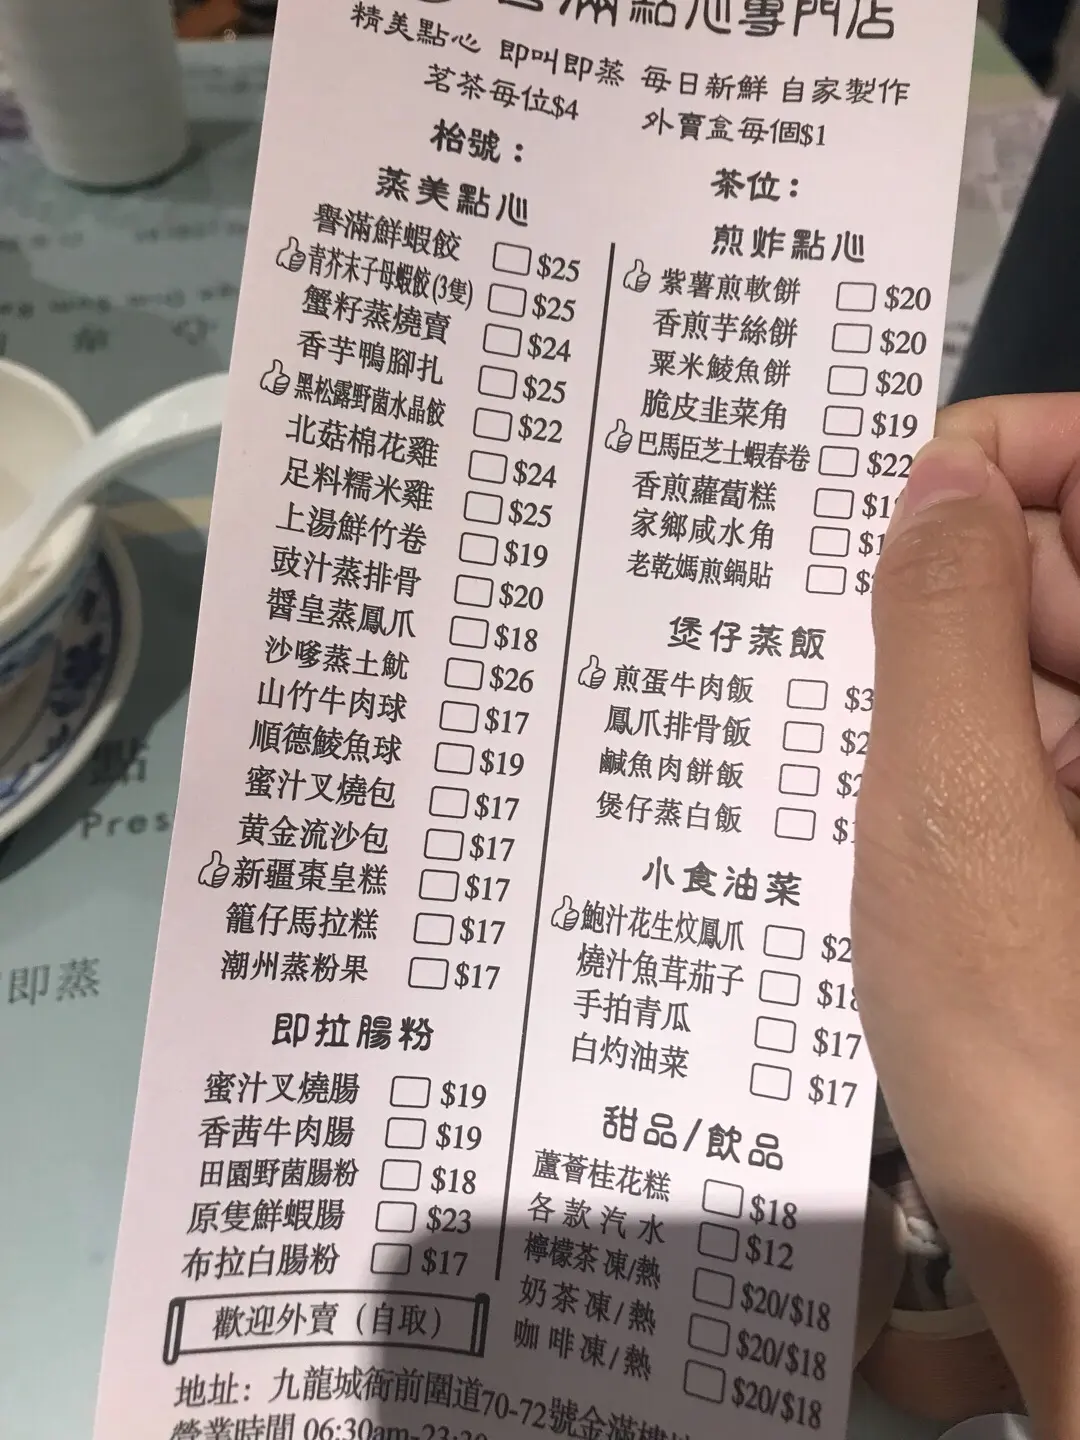 譽滿點心專門店
精美點心 即叫即蒸 每日新鮮 自家製作
茗茶每位$4 外賣盒每個$1
枱號：
茶位：
蒸美點心
譽滿鮮蝦餃 $25
青芥末子母蝦餃(3隻) $25
蟹籽蒸燒賣 $24
香芋鴨腳扎 $25
黑松露野菌水晶餃 $22
北菇棉花雞 $24
足料糯米雞 $25
上湯鮮竹卷 $19
豉汁蒸排骨 $20
醬皇蒸鳳爪 $18
沙嗲蒸土魷 $26
山竹牛肉球 $17
順德鯪魚球 $19
蜜汁叉燒包 $17
黃金流沙包 $17
新疆棗皇糕 $17
籠仔馬拉糕 $17
潮州蒸粉果 $17
即拉腸粉
蜜汁叉燒腸 $19
香茜牛肉腸 $19
田園野菌腸粉 $18
原隻鮮蝦腸 $23
布拉白腸粉 $17
歡迎外賣（自取）
煎炸點心
紫薯煎軟餅 $20
香煎芋絲餅 $20
粟米鯪魚餅 $20
脆皮韭菜角 $19
巴馬臣芝士蝦春卷 $22
香煎蘿蔔糕
家鄉咸水角
老乾媽煎鍋貼
煲仔蒸飯
煎蛋牛肉飯
鳳爪排骨飯
鹹魚肉餅飯
煲仔蒸白飯
小食油菜
鮑汁花生炆鳳爪
燒汁魚茸茄子 $18
手拍青瓜 $17
白灼油菜 $17
甜品/飲品
蘆薈桂花糕 $18
各款汽水 $12
檸檬茶凍/熱 $20/$18
奶茶凍/熱 $20/$18
咖啡凍/熱 $20/$18
地址：九龍城衙前圍道70-72號金滿樓
營業時間 06:30am-23:30
點
Pres
即蒸